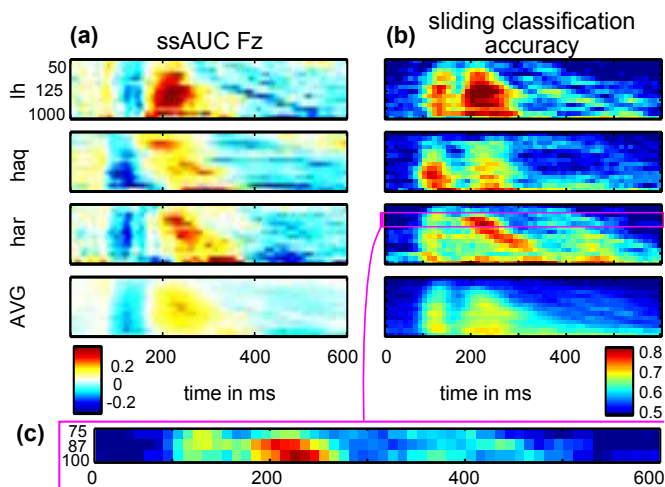 (a) ssAUC Fz
(b) sliding classification
accuracy
lh
50
125
1000
haq
har
AVG
200 400 600
0 200 400 600
0.2
0
-0.2
time in ms
time in ms
0.8
0.7
0.6
0.5
(c)
75
87
100
0 200 400 600